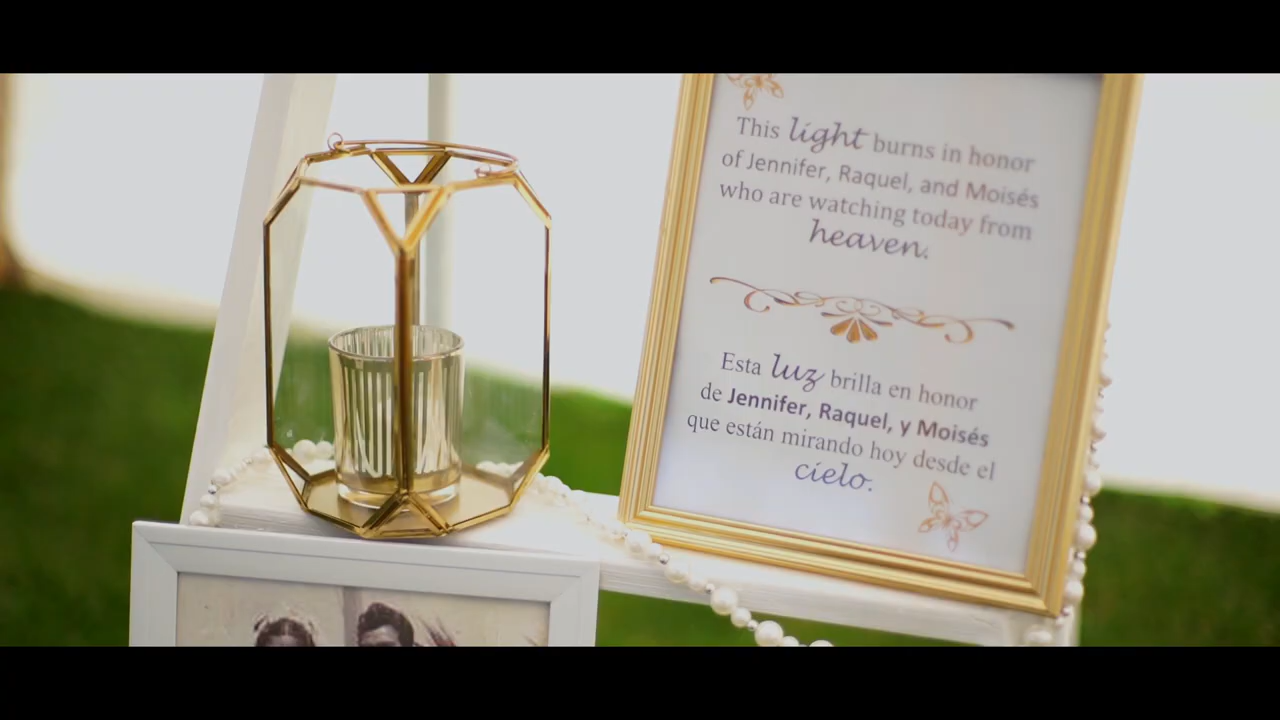 This light burns in honor
of Jennifer, Raquel, and Moisés
who are watching today from
heaven.
Esta luz brilla en honor
de Jennifer, Raquel, y Moisés
que están mirando hoy desde el
cielo.